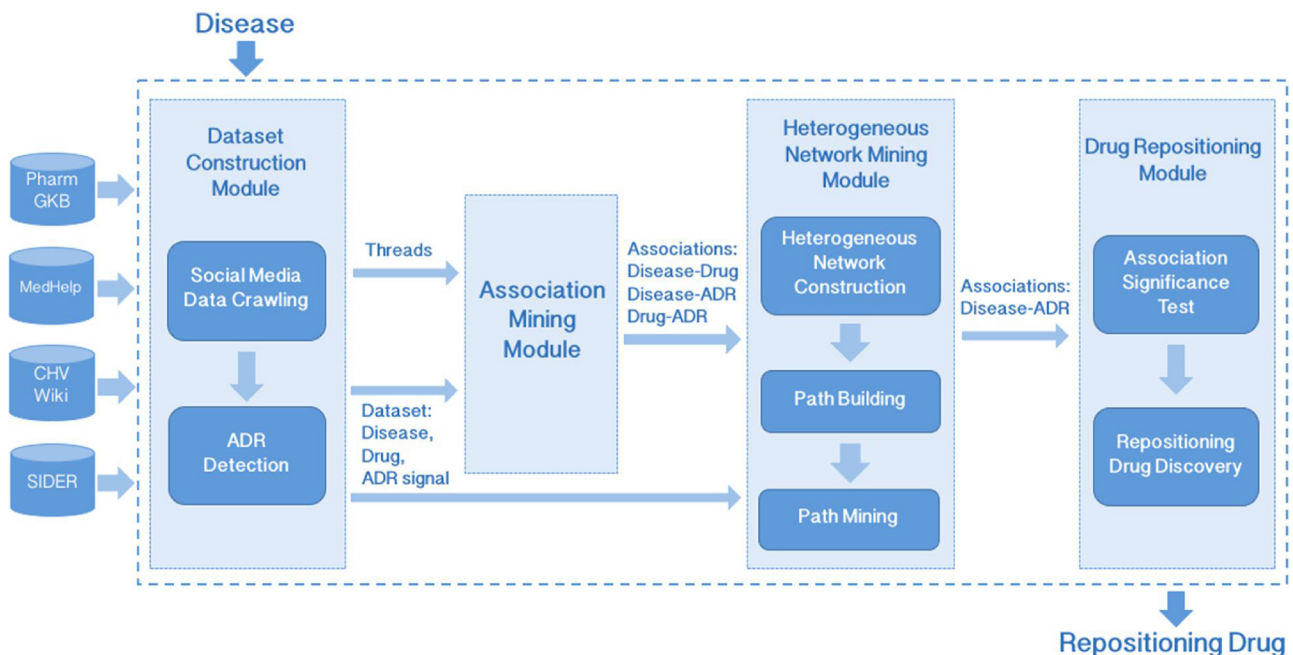 Disease
Pharm
GKB
MedHelp
CHV
Wiki
SIDER
Dataset
Construction
Module
Social Media
Data Crawling
ADR
Detection
Threads
Dataset:
Disease,
Drug,
ADR signal
Association
Mining
Module
Associations:
Disease-Drug
Disease-ADR
Drug-ADR
Heterogeneous
Network Mining
Module
Heterogeneous
Network
Construction
Path Building
Path Mining
Associations:
Disease-ADR
Drug Repositioning
Module
Association
Significance
Test
Repositioning
Drug Discovery
Repositioning Drug